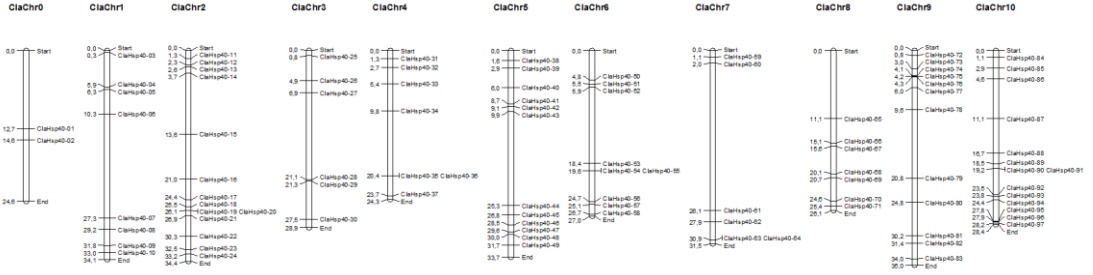 ClaChr0
0,0 Start
12,7 ClaHsp40-01
14,6 ClaHsp40-02
24,6 End
ClaChr1
0,0 Start
0,3 ClaHsp40-03
5,9 ClaHsp40-04
6,3 ClaHsp40-05
10,3 ClaHsp40-06
27,3 ClaHsp40-07
29,2 ClaHsp40-08
31,8 ClaHsp40-09
33,0 ClaHsp40-10
34,1 End
ClaChr2
0,0 Start
1,3 ClaHsp40-11
2,3 ClaHsp40-12
2,6 ClaHsp40-13
3,7 ClaHsp40-14
13,6 ClaHsp40-15
21,0 ClaHsp40-16
24,4 ClaHsp40-17
25,5 ClaHsp40-18
26,1 ClaHsp40-19 ClaHsp40-20
26,9 ClaHsp40-21
30,3 ClaHsp40-22
32,5 ClaHsp40-23
33,2 ClaHsp40-24
34,4 End
ClaChr3
0,0 Start
0,8 ClaHsp40-25
4,9 ClaHsp40-26
6,9 ClaHsp40-27
21,1 ClaHsp40-28
21,3 ClaHsp40-29
27,5 ClaHsp40-30
28,9 End
ClaChr4
0,0 Start
1,3 ClaHsp40-31
2,7 ClaHsp40-32
5,4 ClaHsp40-33
9,8 ClaHsp40-34
20,4 ClaHsp40-35 ClaHsp40-36
23,7 ClaHsp40-37
24,3 End
ClaChr5
0,0 Start
1,6 ClaHsp40-38
2,9 ClaHsp40-39
6,0 ClaHsp40-40
8,7 ClaHsp40-41
9,1 ClaHsp40-42
9,9 ClaHsp40-43
25,3 ClaHsp40-44
26,8 ClaHsp40-45
28,5 ClaHsp40-46
29,6 ClaHsp40-47
30,0 ClaHsp40-48
31,7 ClaHsp40-49
33,7 End
ClaChr6
0,0 Start
4,8 ClaHsp40-50
5,5 ClaHsp40-51
5,9 ClaHsp40-52
18,4 ClaHsp40-53
19,6 ClaHsp40-54 ClaHsp40-55
24,7 ClaHsp40-56
26,1 ClaHsp40-57
26,7 ClaHsp40-58
27,0 End
ClaChr7
0,0 Start
1,1 ClaHsp40-59
2,0 ClaHsp40-60
26,1 ClaHsp40-61
27,9 ClaHsp40-62
30,9 ClaHsp40-63 ClaHsp40-64
31,5 End
ClaChr8
0,0 Start
11,1 ClaHsp40-65
15,1 ClaHsp40-66
15,6 ClaHsp40-67
20,1 ClaHsp40-68
20,7 ClaHsp40-69
24,6 ClaHsp40-70
25,4 ClaHsp40-71
26,1 End
ClaChr9
0,0 Start
0,9 ClaHsp40-72
3,0 ClaHsp40-73
4,1 ClaHsp40-74
4,2 ClaHsp40-75
4,3 ClaHsp40-76
6,0 ClaHsp40-77
9,6 ClaHsp40-78
20,8 ClaHsp40-79
24,8 ClaHsp40-80
30,2 ClaHsp40-81
31,4 ClaHsp40-82
34,0 ClaHsp40-83
35,0 End
ClaChr10
0,0 Start
1,1 ClaHsp40-84
2,9 ClaHsp40-85
4,6 ClaHsp40-86
11,1 ClaHsp40-87
16,7 ClaHsp40-88
18,5 ClaHsp40-89
19,2 ClaHsp40-90 ClaHsp40-91
23,5 ClaHsp40-92
23,8 ClaHsp40-93
24,4 ClaHsp40-94
27,8 ClaHsp40-95
27,9 ClaHsp40-96
28,2 ClaHsp40-97
28,4 End